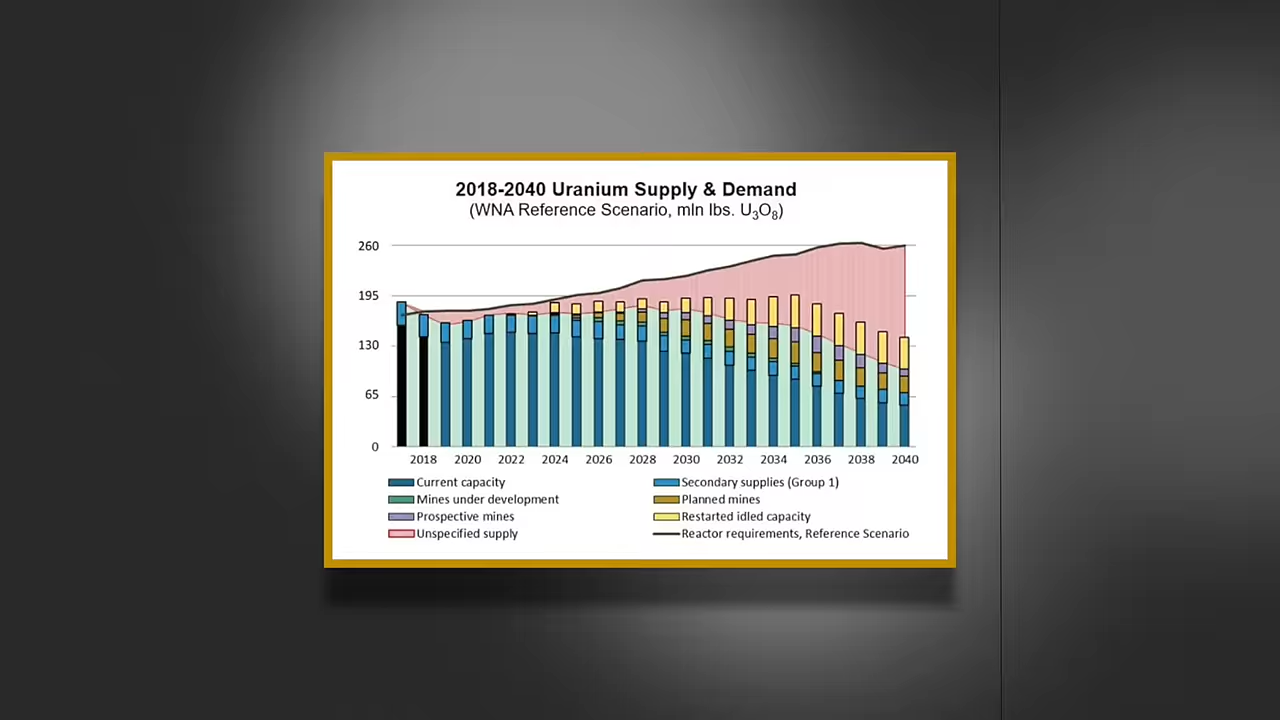 2018-2040 Uranium Supply & Demand
(WNA Reference Scenario, mln lbs. U₃O₈)
260
195
130
65
0
2018 2020 2022 2024 2026 2028 2030 2032 2034 2036 2038 2040
Current capacity Secondary supplies (Group 1)
Mines under development Planned mines
Prospective mines Restarted idled capacity
Unspecified supply Reactor requirements, Reference Scenario